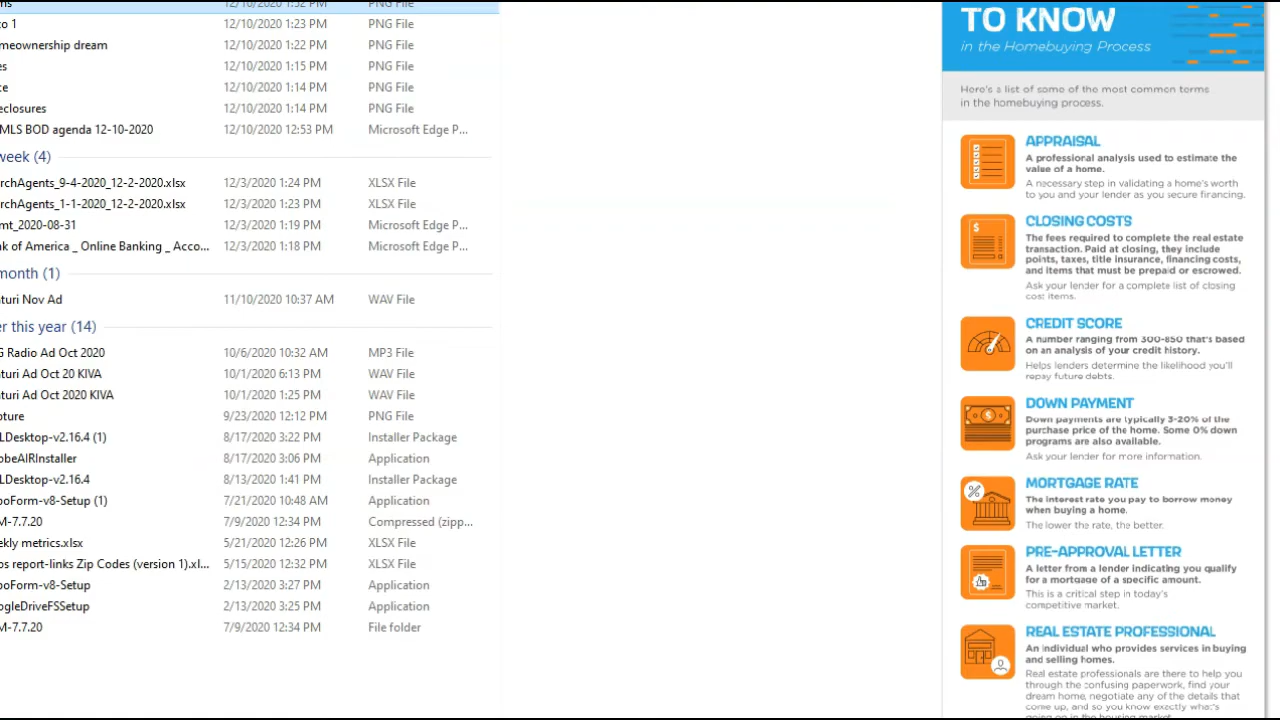 12/10/2020 1:32 PM PNG File
o 1 12/10/2020 1:23 PM PNG File
meownership dream 12/10/2020 1:22 PM PNG File
es 12/10/2020 1:15 PM PNG File
te 12/10/2020 1:14 PM PNG File
eclosures 12/10/2020 1:14 PM PNG File
MLS BOD agenda 12-10-2020 12/10/2020 12:53 PM Microsoft Edge P...
week (4)
rchAgents_9-4-2020_12-2-2020.xlsx 12/3/2020 1:24 PM XLSX File
rchAgents_1-1-2020_12-2-2020.xlsx 12/3/2020 1:23 PM XLSX File
mt_2020-08-31 12/3/2020 1:19 PM Microsoft Edge P...
k of America _ Online Banking _ Acco... 12/3/2020 1:18 PM Microsoft Edge P...
month (1)
turi Nov Ad 11/10/2020 10:37 AM WAV File
er this year (14)
G Radio Ad Oct 2020 10/6/2020 10:32 AM MP3 File
turi Ad Oct 20 KIVA 10/1/2020 6:13 PM WAV File
turi Ad Oct 2020 KIVA 10/1/2020 1:25 PM WAV File
pture 9/23/2020 12:12 PM PNG File
LDesktop-v2.16.4 (1) 8/17/2020 3:22 PM Installer Package
obeAIRInstaller 8/17/2020 3:06 PM Application
LDesktop-v2.16.4 8/13/2020 1:41 PM Installer Package
boForm-v8-Setup (1) 7/21/2020 10:48 AM Application
M-7.7.20 7/9/2020 12:34 PM Compressed (zipp...
ekly metrics.xlsx 5/21/2020 12:26 PM XLSX File
os report-links Zip Codes (version 1).xl... 5/15/2020 12:32 PM XLSX File
boForm-v8-Setup 2/13/2020 3:27 PM Application
ogleDriveFSSetup 2/13/2020 3:25 PM Application
M-7.7.20 7/9/2020 12:34 PM File folder
TO KNOW
in the Homebuying Process
Here's a list of some of the most common terms
in the homebuying process.
APPRAISAL
A professional analysis used to estimate the
value of a home.
A necessary step in validating a home's worth
to you and your lender as you secure financing.
CLOSING COSTS
The fees required to complete the real estate
transaction. Paid at closing, they include
points, taxes, title insurance, financing costs,
and items that must be prepaid or escrowed.
Ask your lender for a complete list of closing
cost items.
CREDIT SCORE
A number ranging from 300-850 that's based
on an analysis of your credit history.
Helps lenders determine the likelihood you'll
repay future debts.
DOWN PAYMENT
Down payments are typically 3-20% of the
purchase price of the home. Some 0% down
programs are also available.
Ask your lender for more information.
MORTGAGE RATE
The interest rate you pay to borrow money
when buying a home.
The lower the rate, the better.
PRE-APPROVAL LETTER
A letter from a lender indicating you qualify
for a mortgage of a specific amount.
This is a critical step in today's
competitive market.
REAL ESTATE PROFESSIONAL
An individual who provides services in buying
and selling homes.
Real estate professionals are there to help you
through the confusing paperwork, find your
dream home, negotiate any of the details that
come up, and so you know exactly what's
going on in the housing market.